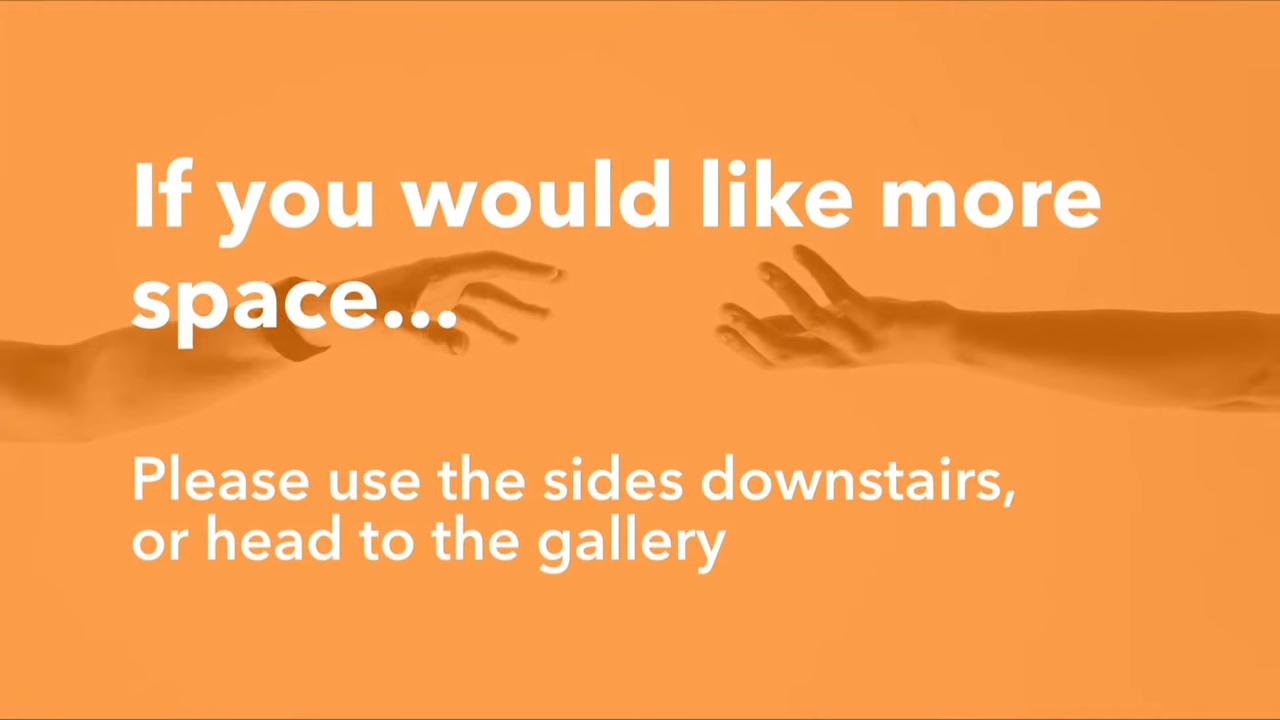 If you would like more
space...
Please use the sides downstairs,
or head to the gallery